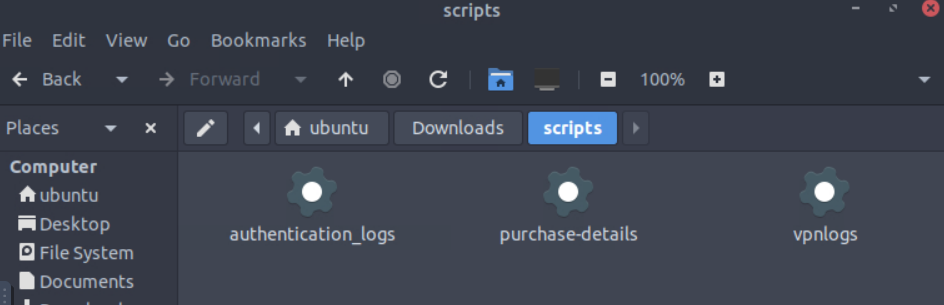 scripts
File Edit View Go Bookmarks Help
Back Forward 100%
Places ubuntu Downloads scripts
Computer
ubuntu
Desktop
File System
Documents
authentication_logs purchase-details vpnlogs